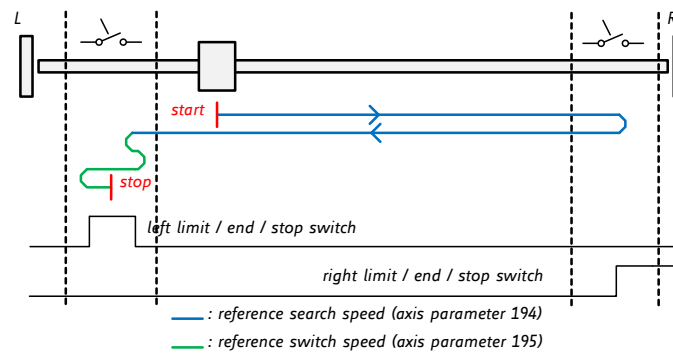 L
R
start
stop
left limit / end / stop switch
right limit / end / stop switch
: reference search speed (axis parameter 194)
: reference switch speed (axis parameter 195)